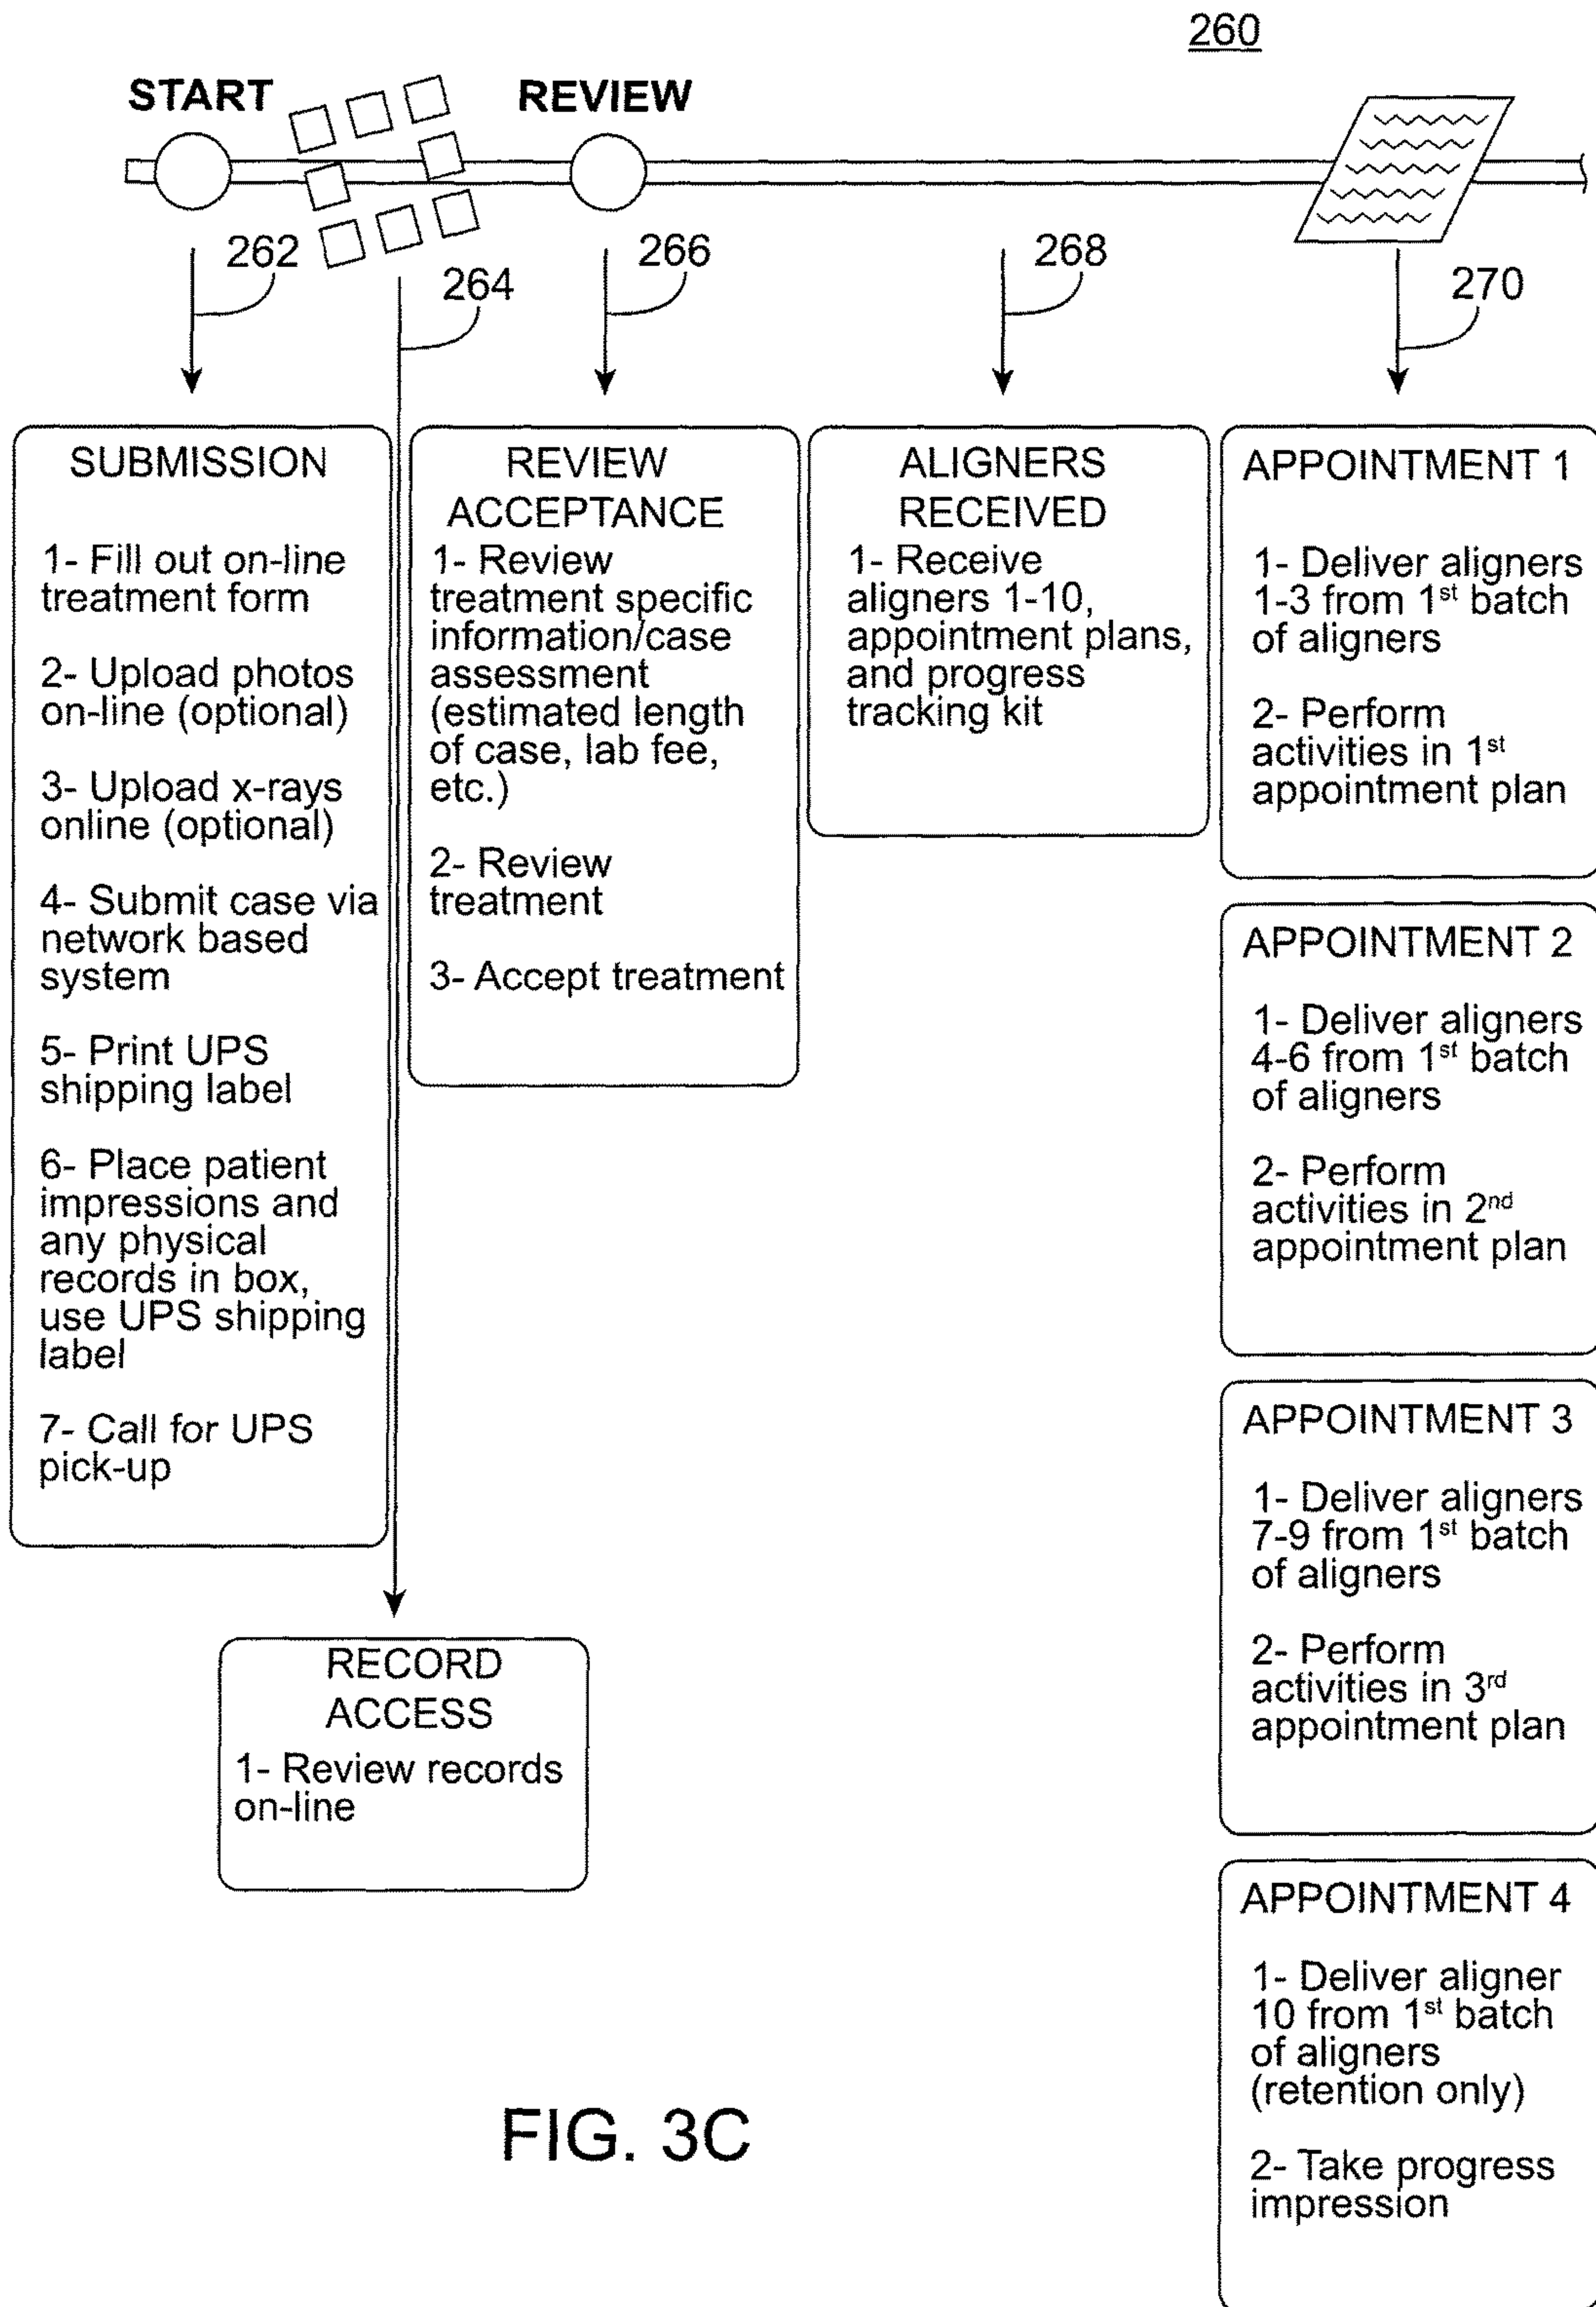 260
START
REVIEW
262
264
266
268
270
SUBMISSION
1- Fill out on-line
treatment form
2- Upload photos
on-line (optional)
3- Upload x-rays
online (optional)
4- Submit case via
network based
system
5- Print UPS
shipping label
6- Place patient
impressions and
any physical
records in box,
use UPS shipping
label
7- Call for UPS
pick-up
RECORD
ACCESS
1- Review records
on-line
REVIEW
ACCEPTANCE
1- Review
treatment specific
information/case
assessment
(estimated length
of case, lab fee,
etc.)
2- Review
treatment
3- Accept treatment
ALIGNERS
RECEIVED
1- Receive
aligners 1-10,
appointment plans,
and progress
tracking kit
APPOINTMENT 1
1- Deliver aligners
1-3 from 1st batch
of aligners
2- Perform
activities in 1st
appointment plan
APPOINTMENT 2
1- Deliver aligners
4-6 from 1st batch
of aligners
2- Perform
activities in 2nd
appointment plan
APPOINTMENT 3
1- Deliver aligners
7-9 from 1st batch
of aligners
2- Perform
activities in 3rd
appointment plan
APPOINTMENT 4
1- Deliver aligner
10 from 1st batch
of aligners
(retention only)
2- Take progress
impression
FIG. 3C